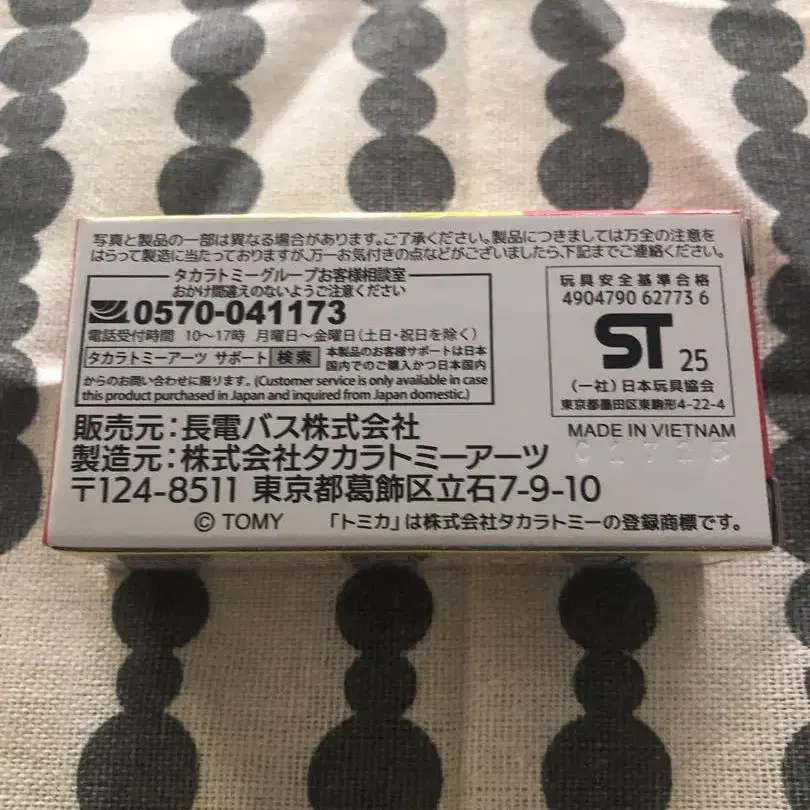 写真と製品の一部は異なる場合があります。ご了承ください。製品につきましては万全の注意を
はらって製造に当たっておりますが、万一お気付きの点などがございましたら、下記までご連絡ください。
タカラトミーグループお客様相談室
おかけ間違えのないようご注意ください
0570-041173
電話受付時間 10〜17時 月曜日〜金曜日(土日・祝日を除く)
タカラトミーアーツ サポート 検索
本製品のお客様サポートは日本
国内でのご購入かつ日本国内
からのお問い合わせに限ります。(Customer service is only available in case
this product purchased in Japan and inquired from Japan domestic.)
玩具安全基準合格
4904790 62773 6
ST 25
(一社)日本玩具協会
東京都墨田区東駒形4-22-4
MADE IN VIETNAM
販売元:長電バス株式会社
製造元:株式会社タカラトミーアーツ
〒124-8511 東京都葛飾区立石7-9-10
© TOMY 「トミカ」は株式会社タカラトミーの登録商標です。